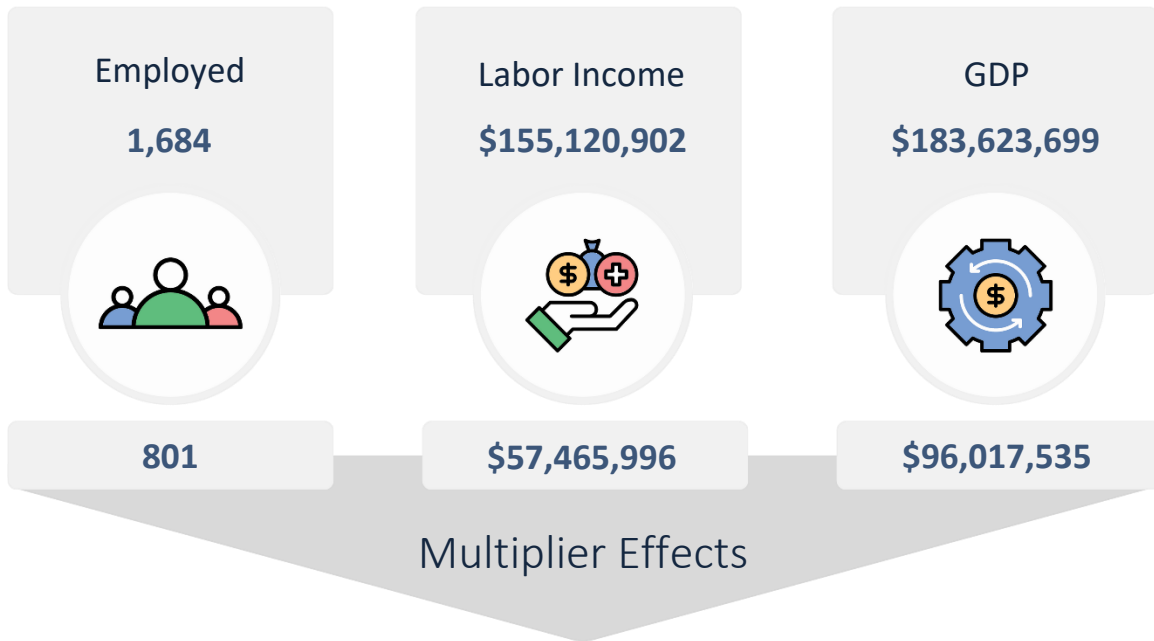 Employed
1,684
Labor Income
$155,120,902
GDP
$183,623,699
$
$
801
$57,465,996
$96,017,535
Multiplier Effects